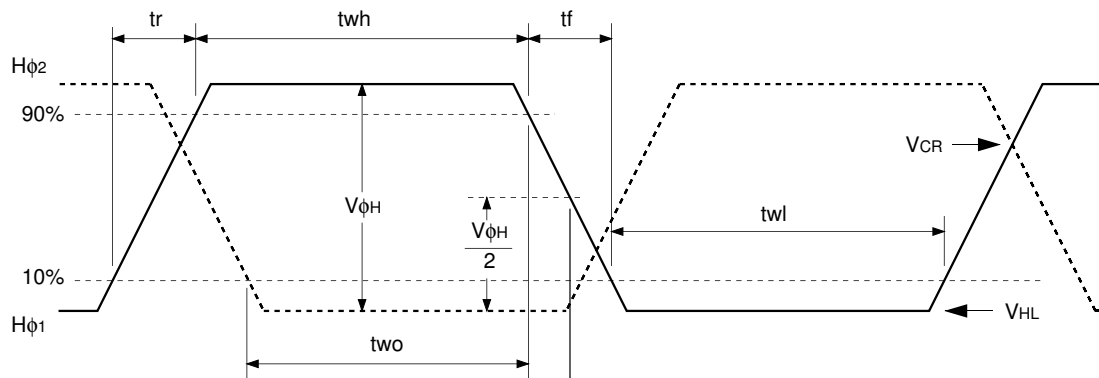 tr twh tf
Hϕ2
90%
VCR
VϕH
VϕH
2
twl
10%
VHL
Hϕ1
two